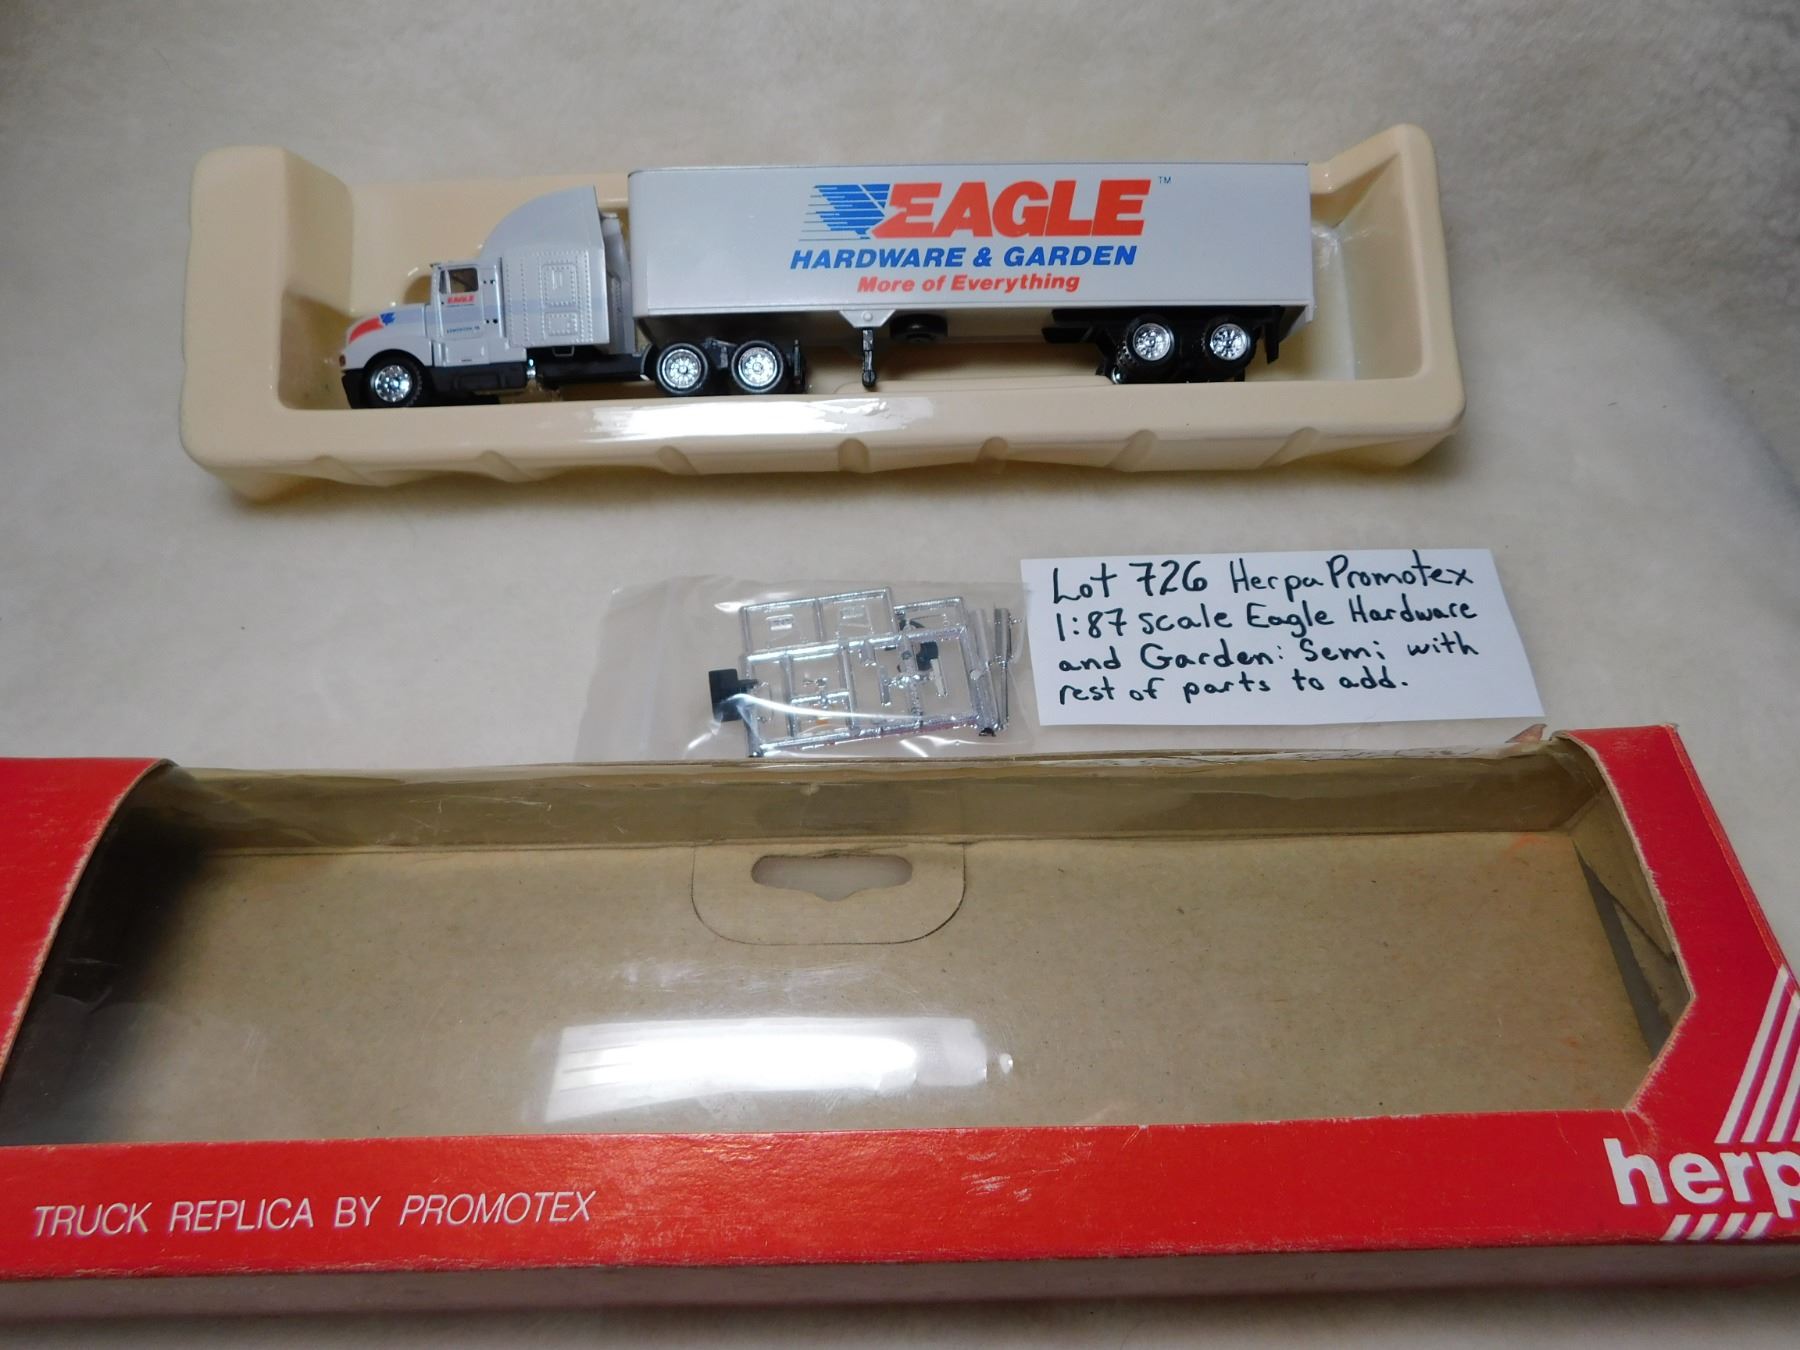 EAGLE™
HARDWARE & GARDEN
More of Everything
EAGLE
Lot 726 Herpa Promotex
1:87 scale Eagle Hardware
and Garden: Semi with
rest of parts to add.
TRUCK REPLICA BY PROMOTEX
herp